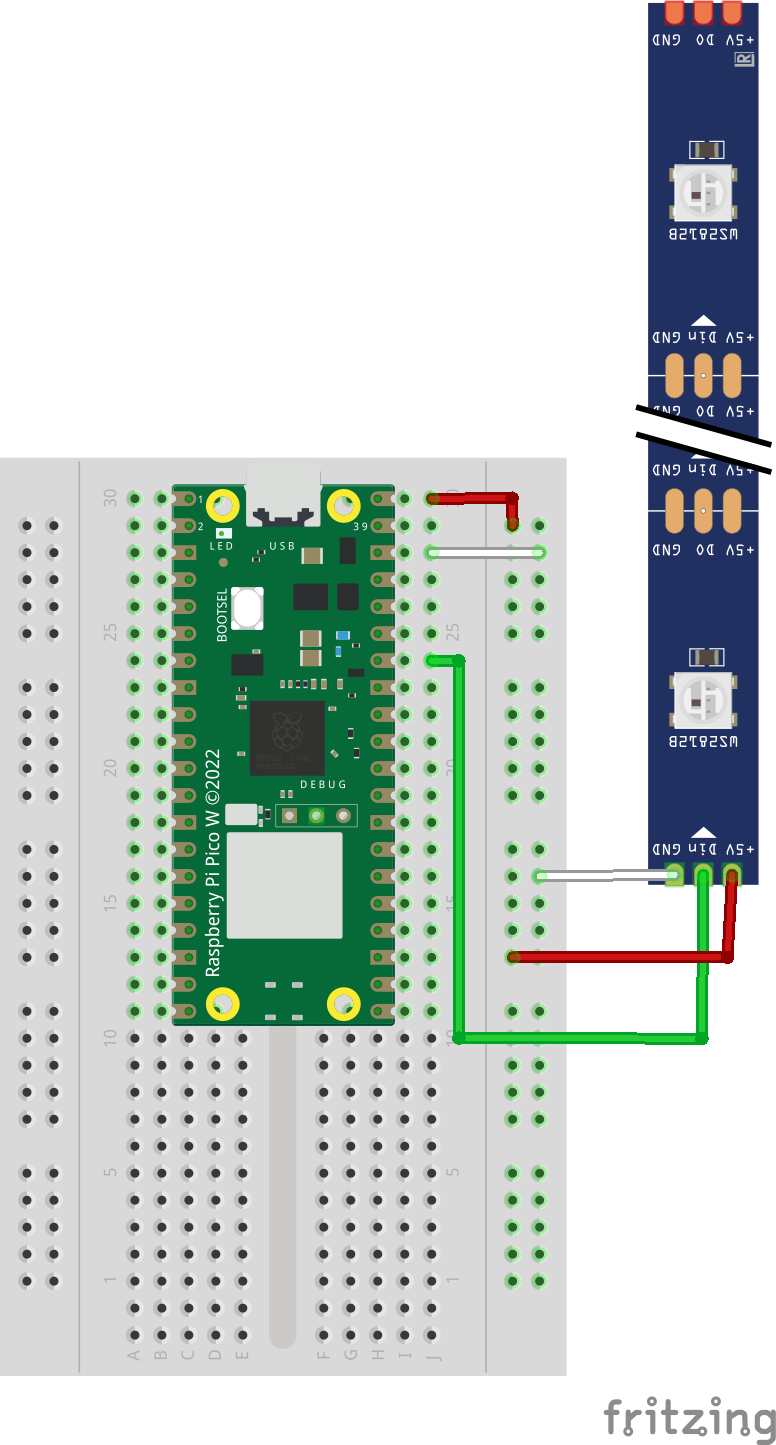 GND DO +5V
R
WS2812B
GND Din +5V
GND DO +5V
GND Din +5V
GND DO +5V
WS2812B
GND Din +5V
30
1
2
39
LED
USB
BOOTSEL
25
25
20
20
DEBUG
Raspberry Pi Pico W ©2022
15
15
10
10
5
5
1
1
A B C D E F G H I J
fritzing